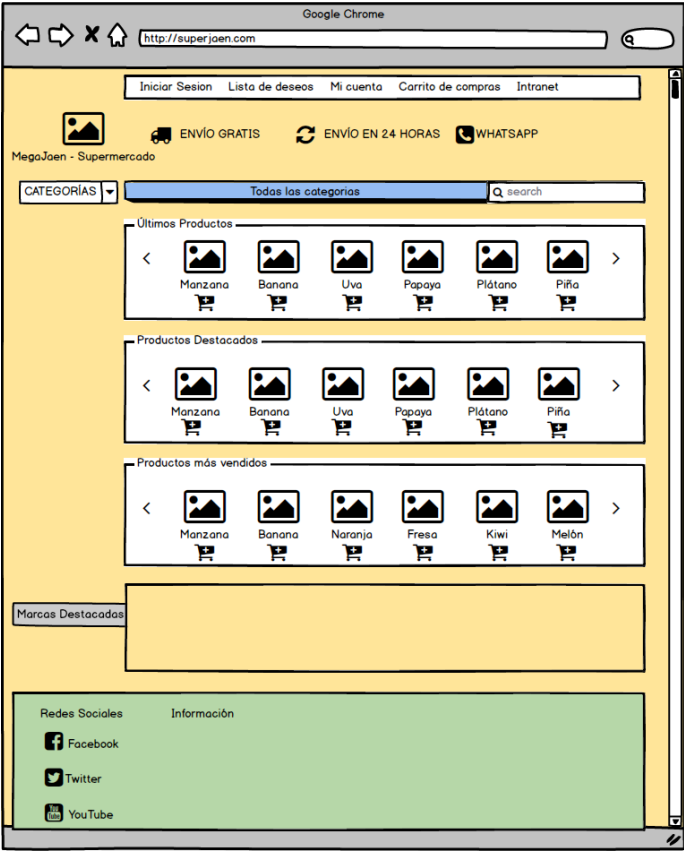 Google Chrome
http://superjaen.com
Iniciar Sesion Lista de deseos Mi cuenta Carrito de compras Intranet
ENVÍO GRATIS ENVÍO EN 24 HORAS WHATSAPP
MegaJaen - Supermercado
CATEGORÍAS Todas las categorias search
Últimos Productos
Manzana Banana Uva Papaya Plátano Piña
Productos Destacados
Manzana Banana Uva Papaya Plátano Piña
Productos más vendidos
Manzana Banana Naranja Fresa Kiwi Melón
Marcas Destacadas
Redes Sociales Información
Facebook
Twitter
You Tube YouTube